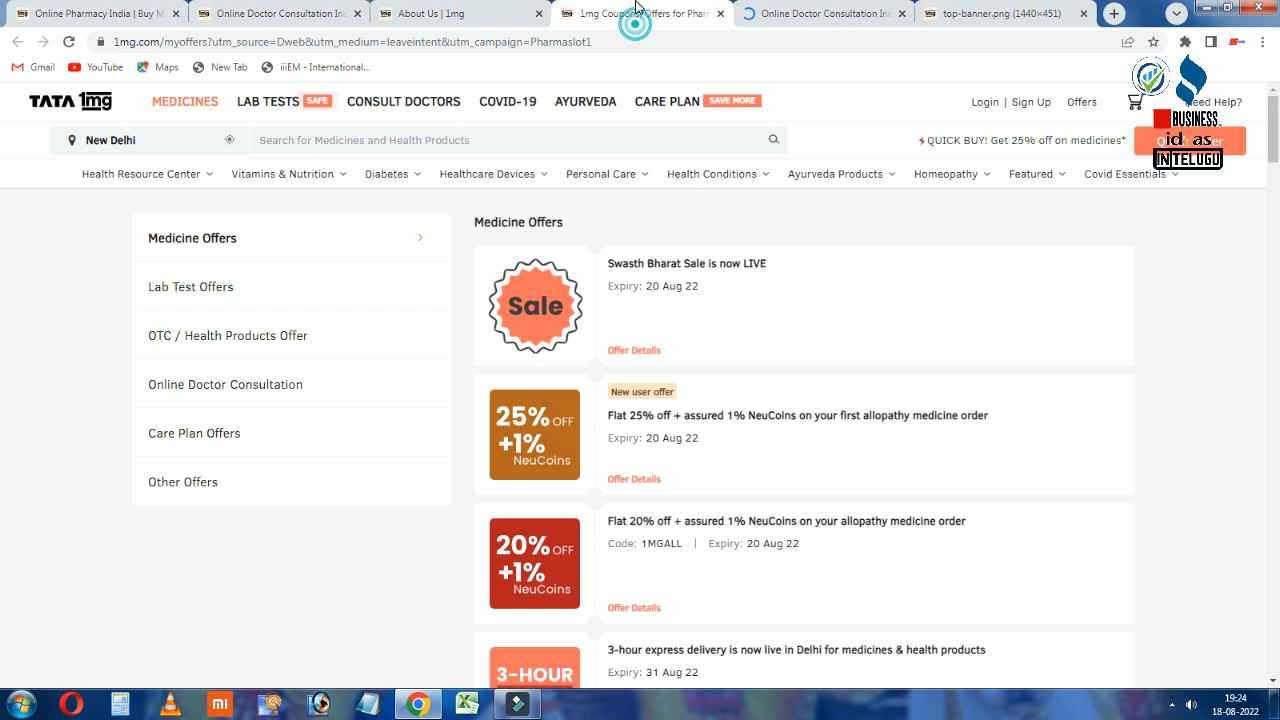 Online Pharmacy India | Buy M
Online Doctor Consultation Inc
About Us | 1mg
1mg Coupons, Offers for Phar
Online Doctor Consultation Inc
top-banner.png (1440×451)
1mg.com/myoffers?utm_source=Dweb&utm_medium=leaveintent&utm_campaign=Pharmaslot1
Gmail
YouTube
Maps
New Tab
iiiEM - International...
TATA 1mg
MEDICINES
LAB TESTS SAFE
CONSULT DOCTORS
COVID-19
AYURVEDA
CARE PLAN SAVE MORE
Login | Sign Up
Offers
Need Help?
New Delhi
Search for Medicines and Health Products
QUICK BUY! Get 25% off on medicines*
BUSINESS
id as
IN TELUGU
Health Resource Center
Vitamins & Nutrition
Diabetes
Healthcare Devices
Personal Care
Health Conditions
Ayurveda Products
Homeopathy
Featured
Covid Essentials
Medicine Offers
Lab Test Offers
OTC / Health Products Offer
Online Doctor Consultation
Care Plan Offers
Other Offers
Medicine Offers
Sale
Swasth Bharat Sale is now LIVE
Expiry: 20 Aug 22
Offer Details
25% OFF
+1%
NeuCoins
New user offer
Flat 25% off + assured 1% NeuCoins on your first allopathy medicine order
Expiry: 20 Aug 22
Offer Details
20% OFF
+1%
NeuCoins
Flat 20% off + assured 1% NeuCoins on your allopathy medicine order
Code: 1MGALL | Expiry: 20 Aug 22
Offer Details
3-HOUR
3-hour express delivery is now live in Delhi for medicines & health products
Expiry: 31 Aug 22
19:24
18-08-2022